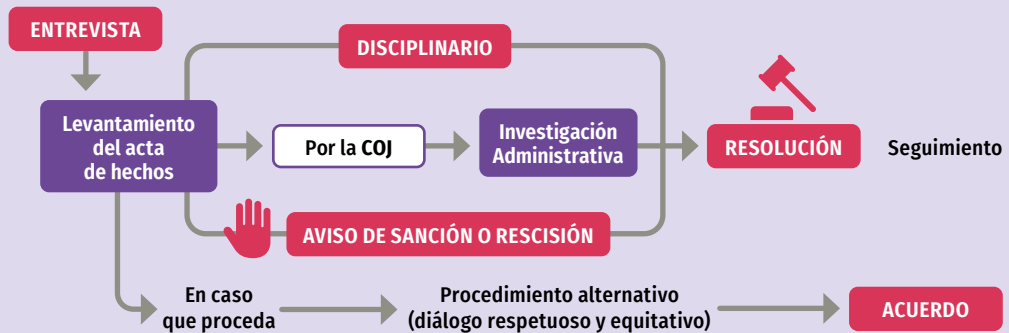 ENTREVISTA
DISCIPLINARIO
Levantamiento
del acta
de hechos
Por la COJ
Investigación
Administrativa
RESOLUCIÓN
Seguimiento
AVISO DE SANCIÓN O RESCISIÓN
En caso
que proceda
Procedimiento alternativo
(diálogo respetuoso y equitativo)
ACUERDO